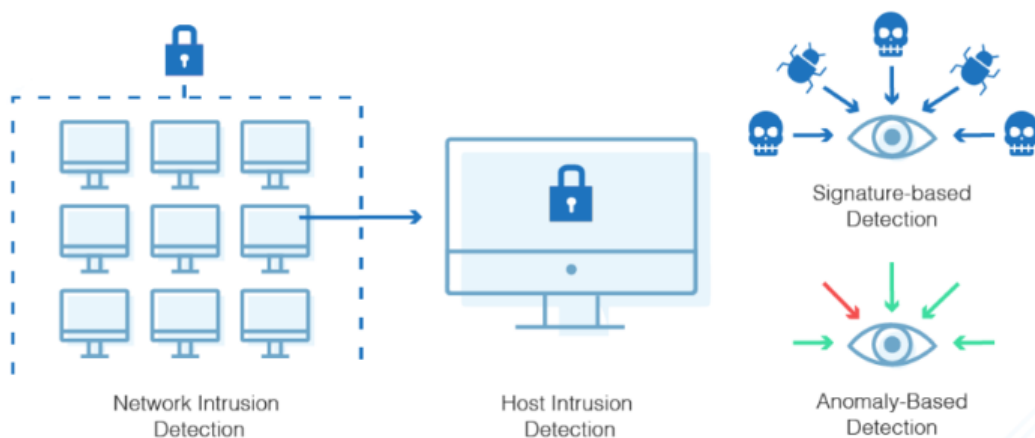 Network Intrusion
Detection
Host Intrusion
Detection
Signature-based
Detection
Anomaly-Based
Detection